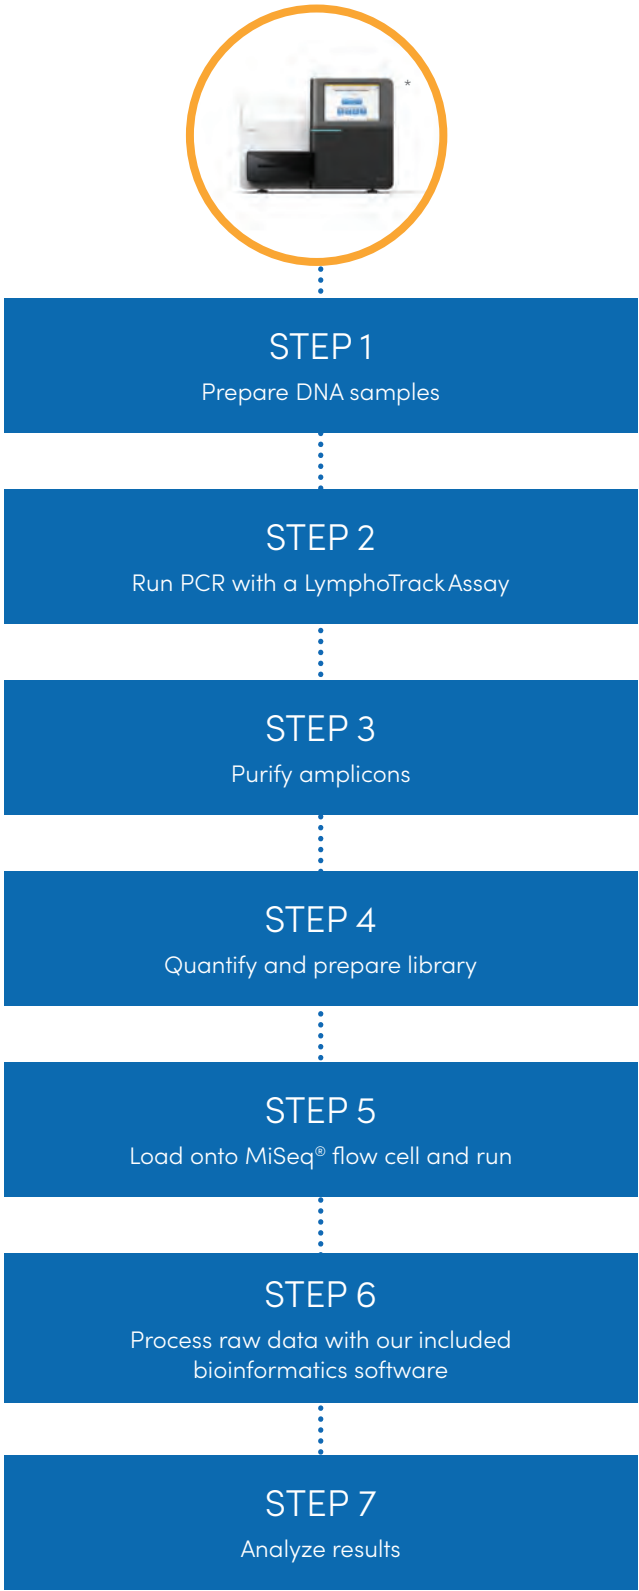 *
STEP 1
Prepare DNA samples
STEP 2
Run PCR with a LymphoTrack Assay
STEP 3
Purify amplicons
STEP 4
Quantify and prepare library
STEP 5
Load onto MiSeq® flow cell and run
STEP 6
Process raw data with our included
bioinformatics software
STEP 7
Analyze results